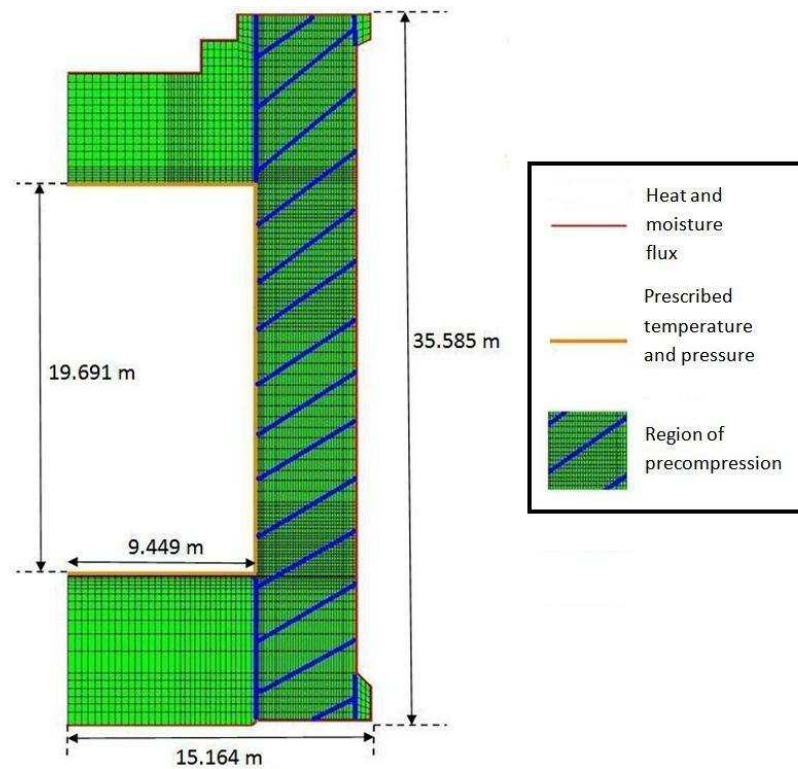 19.691 m
35.585 m
9.449 m
15.164 m
Heat and
moisture
flux
Prescribed
temperature
and pressure
Region of
precompression